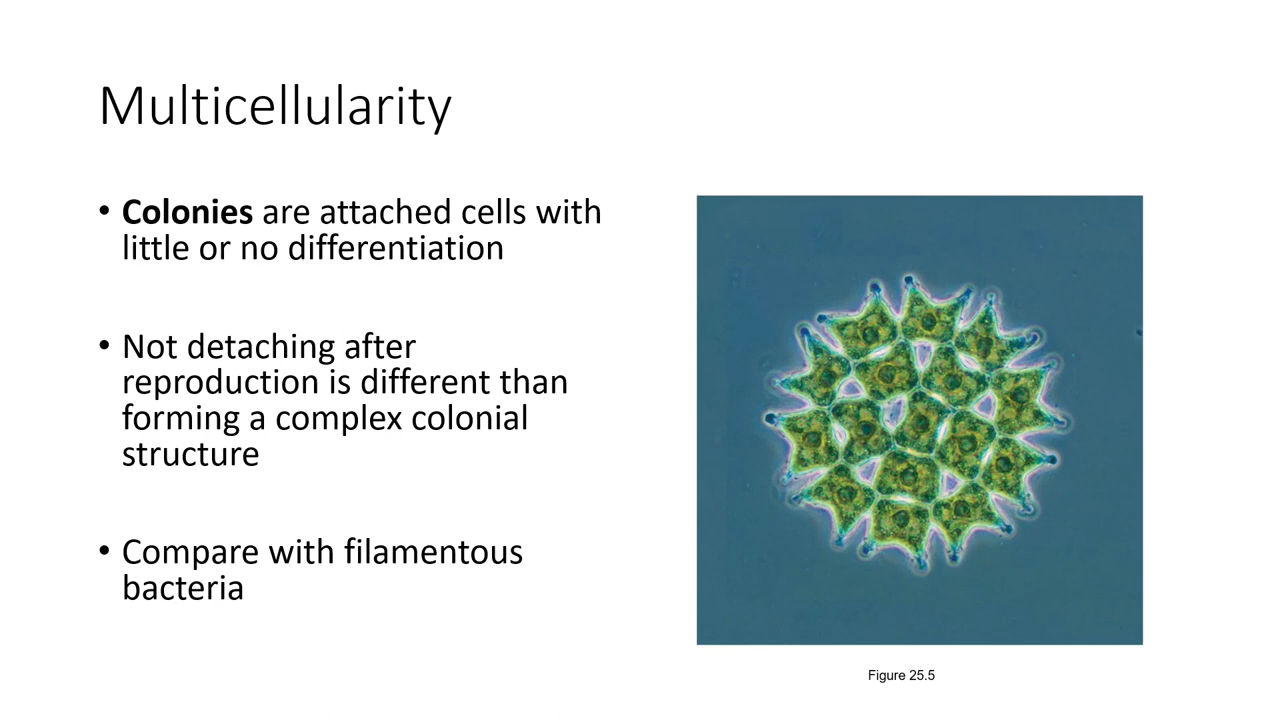 Multicellularity
• Colonies are attached cells with
little or no differentiation
• Not detaching after
reproduction is different than
forming a complex colonial
structure
• Compare with filamentous
bacteria
Figure 25.5